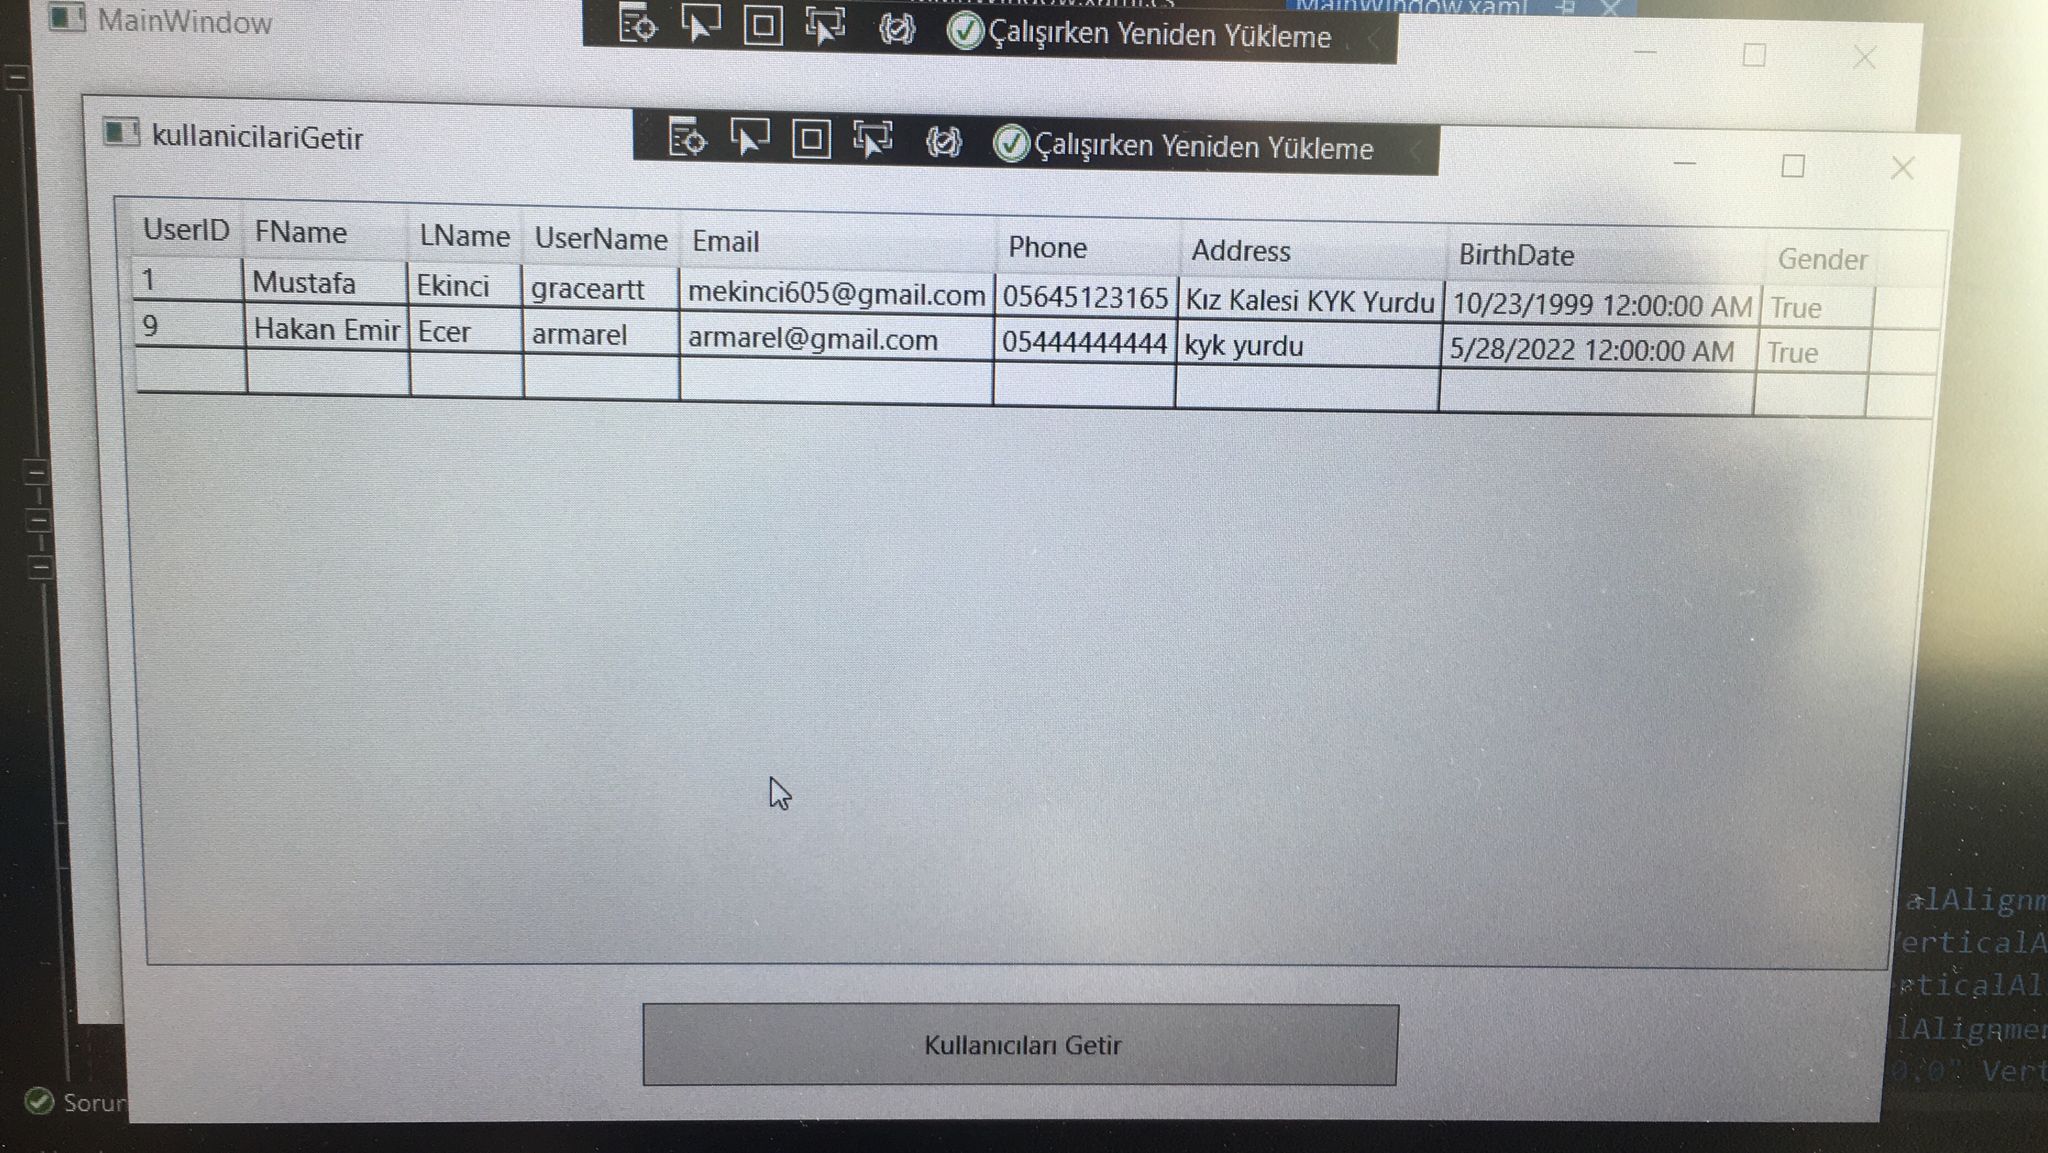 MainWindow
Çalışırken Yeniden Yükleme
MainWindow.xaml
kullanicilariGetir
Çalışırken Yeniden Yükleme
UserID FName LName UserName Email Phone Address BirthDate Gender
1 Mustafa Ekinci graceartt mekinci605@gmail.com 05645123165 Kız Kalesi KYK Yurdu 10/23/1999 12:00:00 AM True
9 Hakan Emir Ecer armarel armarel@gmail.com 05444444444 kyk yurdu 5/28/2022 12:00:00 AM True
alAlignm
VerticalA
rticalAl
lAlignme
0,0" Vert
Kullanıcıları Getir
Sorun